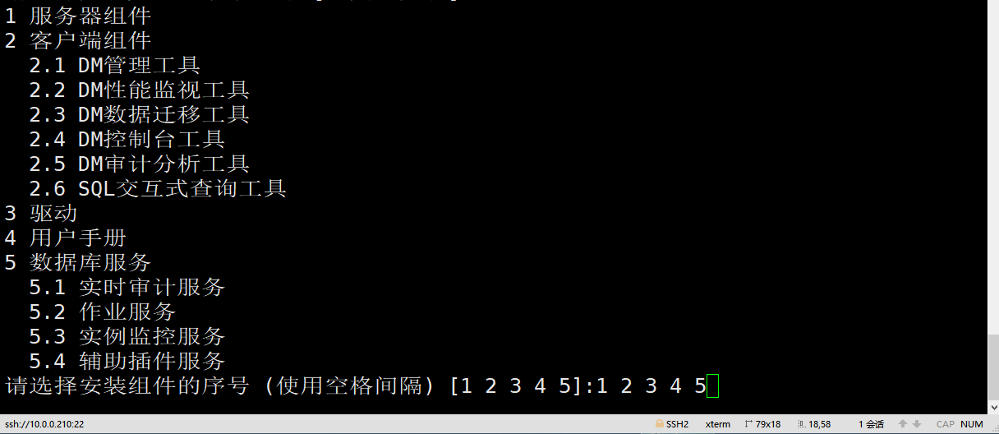 1 服务器组件
2 客户端组件
2.1 DM管理工具
2.2 DM性能监视工具
2.3 DM数据迁移工具
2.4 DM控制台工具
2.5 DM审计分析工具
2.6 SQL交互式查询工具
3 驱动
4 用户手册
5 数据库服务
5.1 实时审计服务
5.2 作业服务
5.3 实例监控服务
5.4 辅助插件服务
请选择安装组件的序号 (使用空格间隔) [1 2 3 4 5]:1 2 3 4 5
ssh://10.0.0.210:22 SSH2 xterm 79x18 18,58 1 会话 CAP NUM